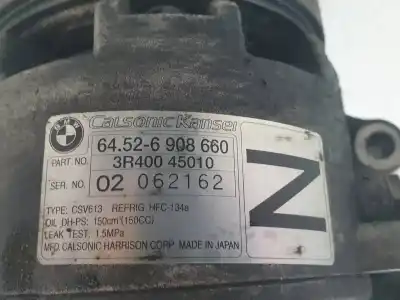 BMW
Calsonic Kansei
64.52-6 908 660
PART NO. 3R400 45010
SER. NO. 02 062162
TYPE: CSV613 REFRIG HFC-134a
OIL DH-PS: 150cm³(150CC)
LEAK TEST: 1.5MPa
MFD CALSONIC HARRISON CORP. MADE IN JAPAN
N